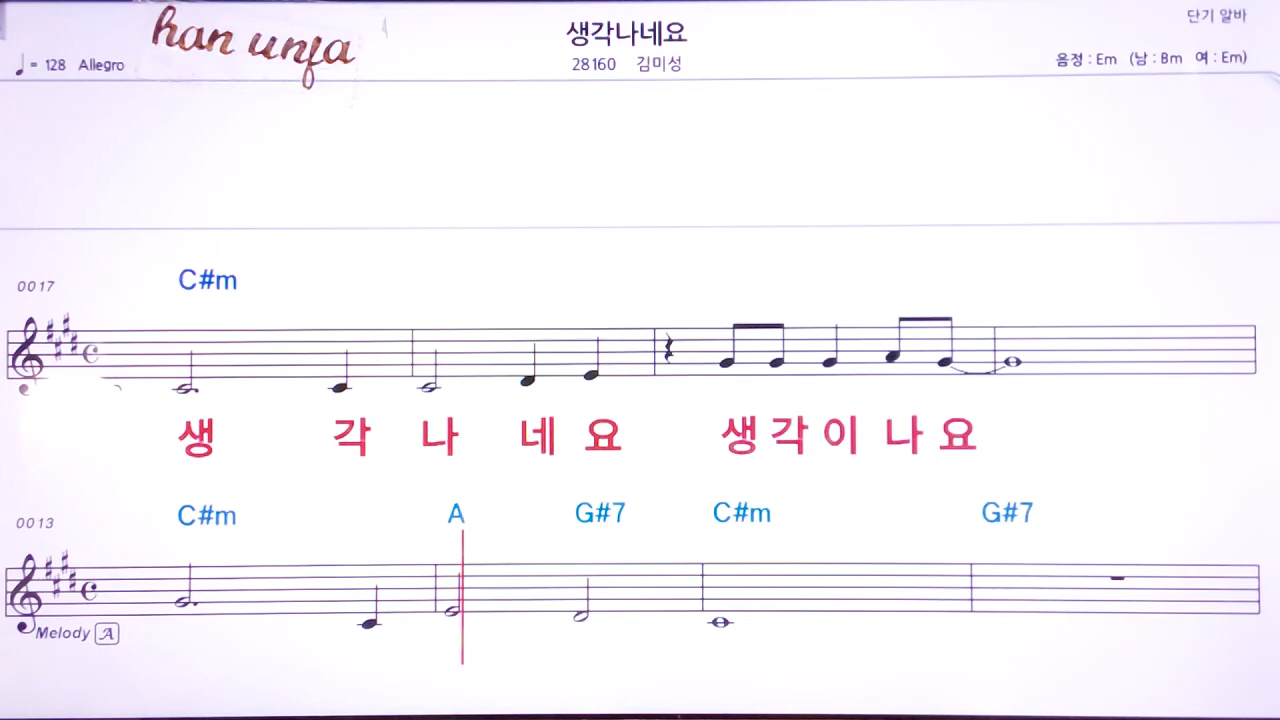 han unfa
생각나네요
단기 알바
♩= 128 Allegro
28160 김미성
음정 : Em (남 : Bm 여 : Em)
0017
C#m
생 각 나 네 요 생 각 이 나 요
0013
C#m A G#7 C#m G#7
Melody A